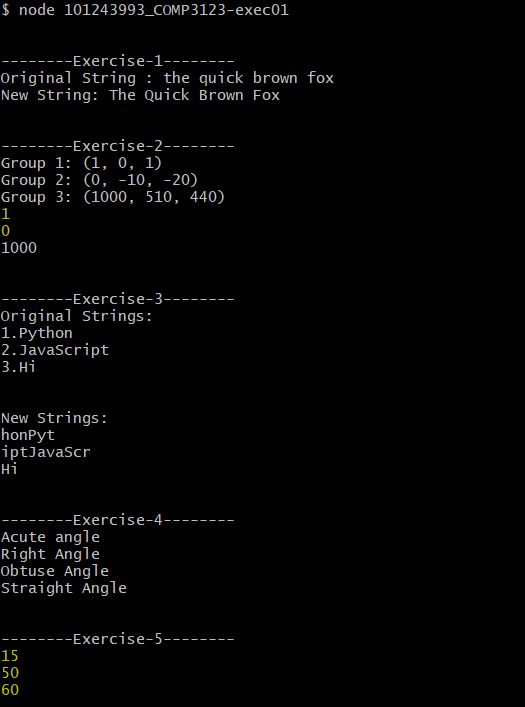 $ node 101243993_COMP3123-exec01
--------Exercise-1--------
Original String : the quick brown fox
New String: The Quick Brown Fox
--------Exercise-2--------
Group 1: (1, 0, 1)
Group 2: (0, -10, -20)
Group 3: (1000, 510, 440)
1
0
1000
--------Exercise-3--------
Original Strings:
1.Python
2.JavaScript
3.Hi
New Strings:
honPyt
iptJavaScr
Hi
--------Exercise-4--------
Acute angle
Right Angle
Obtuse Angle
Straight Angle
--------Exercise-5--------
15
50
60